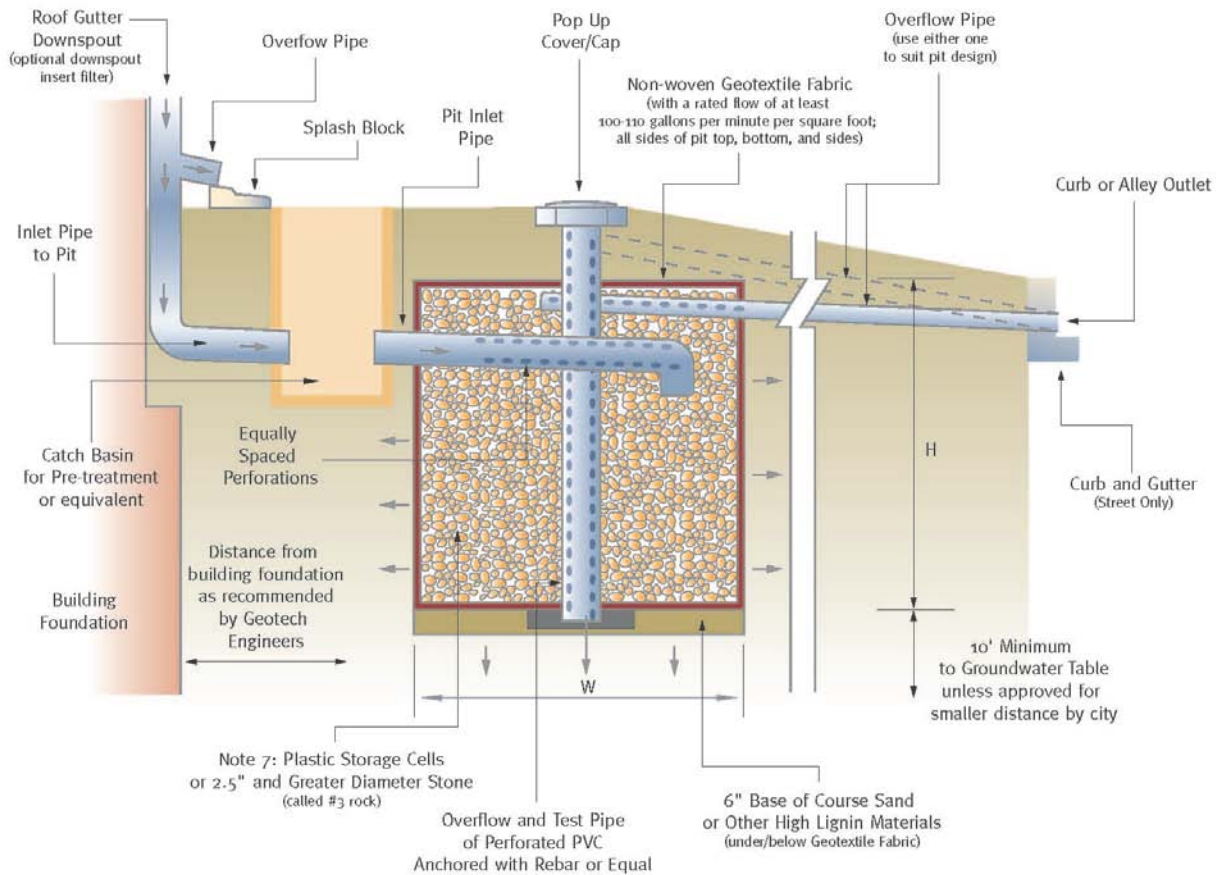 Roof Gutter
Downspout
(optional downspout
insert filter)
Overfow Pipe
Splash Block
Pit Inlet
Pipe
Pop Up
Cover/Cap
Non-woven Geotextile Fabric
(with a rated flow of at least
100-110 gallons per minute per square foot;
all sides of pit top, bottom, and sides)
Overflow Pipe
(use either one
to suit pit design)
Curb or Alley Outlet
Inlet Pipe
to Pit
Catch Basin
for Pre-treatment
or equivalent
Equally
Spaced
Perforations
H
Curb and Gutter
(Street Only)
Building
Foundation
Distance from
building foundation
as recommended
by Geotech
Engineers
W
10' Minimum
to Groundwater Table
unless approved for
smaller distance by city
Note 7: Plastic Storage Cells
or 2.5" and Greater Diameter Stone
(called #3 rock)
Overflow and Test Pipe
of Perforated PVC
Anchored with Rebar or Equal
6" Base of Course Sand
or Other High Lignin Materials
(under/below Geotextile Fabric)